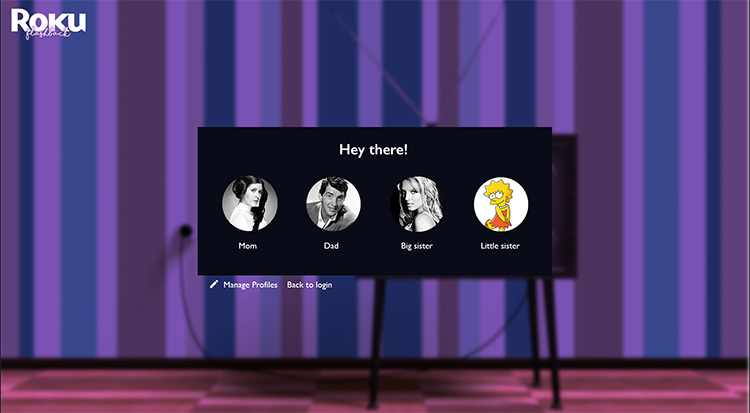 ROKU
flashback
Hey there!
Mom Dad Big sister Little sister
Manage Profiles Back to login